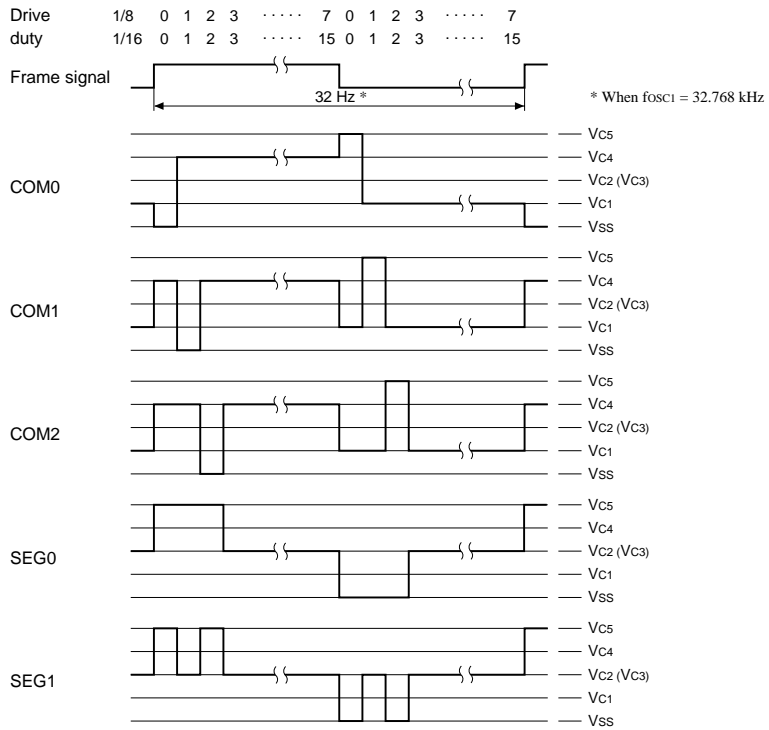 Drive 1/8 0 1 2 3 ····· 7 0 1 2 3 ····· 7
duty 1/16 0 1 2 3 ····· 15 0 1 2 3 ····· 15
Frame signal
32 Hz * * When fOSC1 = 32.768 kHz
VC5
VC4
COM0 VC2 (VC3)
VC1
VSS
VC5
VC4
COM1 VC2 (VC3)
VC1
VSS
VC5
VC4
COM2 VC2 (VC3)
VC1
VSS
VC5
VC4
SEG0 VC2 (VC3)
VC1
VSS
VC5
VC4
SEG1 VC2 (VC3)
VC1
VSS